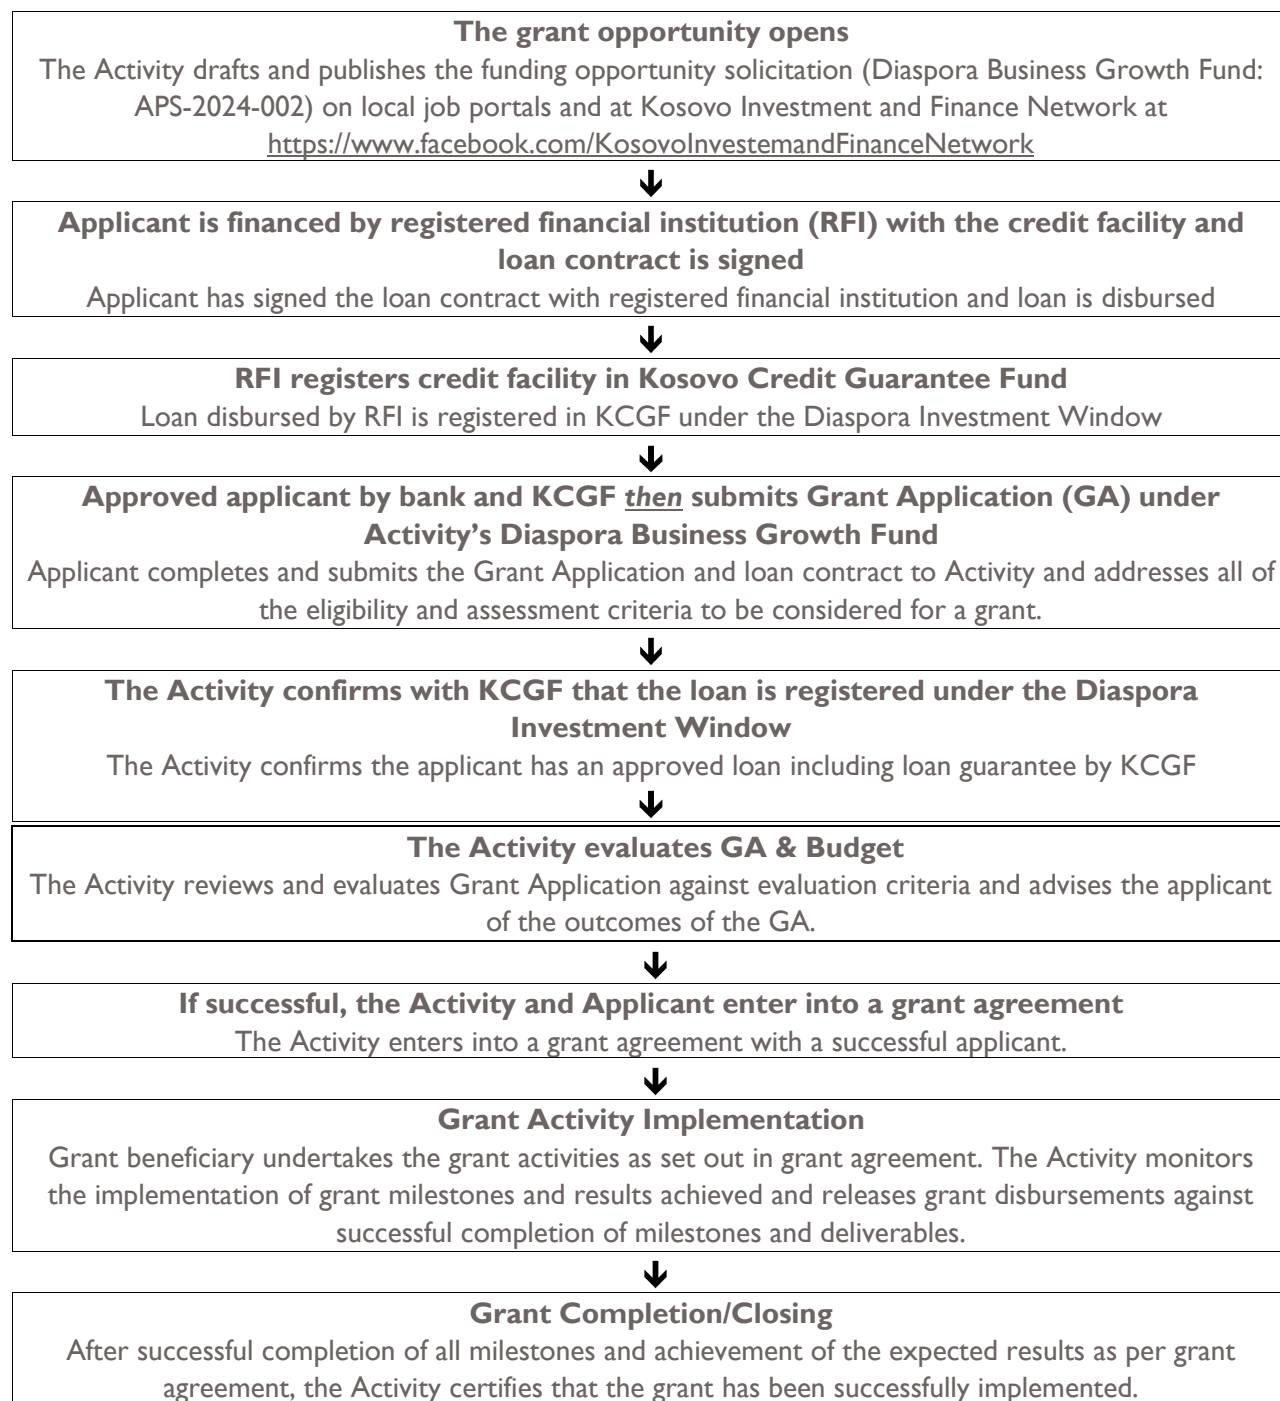 The grant opportunity opens
The Activity drafts and publishes the funding opportunity solicitation (Diaspora Business Growth Fund:
APS-2024-002) on local job portals and at Kosovo Investment and Finance Network at
https://www.facebook.com/KosovoInvestemandFinanceNetwork
Applicant is financed by registered financial institution (RFI) with the credit facility and
loan contract is signed
Applicant has signed the loan contract with registered financial institution and loan is disbursed
RFI registers credit facility in Kosovo Credit Guarantee Fund
Loan disbursed by RFI is registered in KCGF under the Diaspora Investment Window
Approved applicant by bank and KCGF then submits Grant Application (GA) under
Activity’s Diaspora Business Growth Fund
Applicant completes and submits the Grant Application and loan contract to Activity and addresses all of
the eligibility and assessment criteria to be considered for a grant.
The Activity confirms with KCGF that the loan is registered under the Diaspora
Investment Window
The Activity confirms the applicant has an approved loan including loan guarantee by KCGF
The Activity evaluates GA & Budget
The Activity reviews and evaluates Grant Application against evaluation criteria and advises the applicant
of the outcomes of the GA.
If successful, the Activity and Applicant enter into a grant agreement
The Activity enters into a grant agreement with a successful applicant.
Grant Activity Implementation
Grant beneficiary undertakes the grant activities as set out in grant agreement. The Activity monitors
the implementation of grant milestones and results achieved and releases grant disbursements against
successful completion of milestones and deliverables.
Grant Completion/Closing
After successful completion of all milestones and achievement of the expected results as per grant
agreement, the Activity certifies that the grant has been successfully implemented.